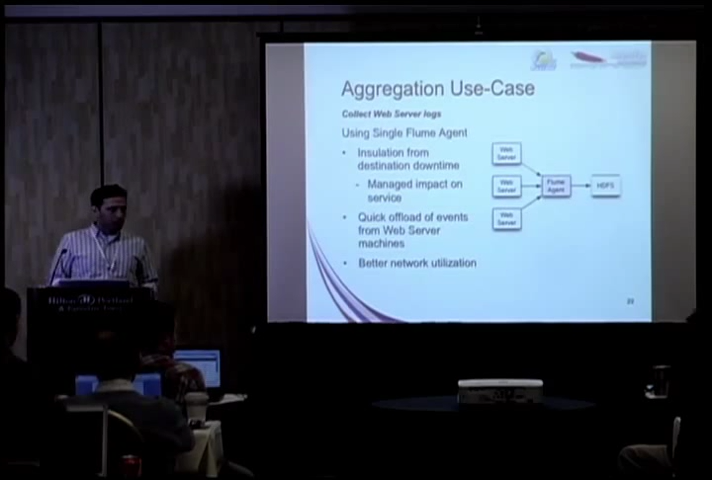 Aggregation Use-Case
Collect Web Server logs
Using Single Flume Agent
• Insulation from
destination downtime
- Managed impact on
service
• Quick offload of events
from Web Server
machines
• Better network utilization
Web
Server
Web
Server
Web
Server
Flume
Agent
HDFS
Hilton Portland